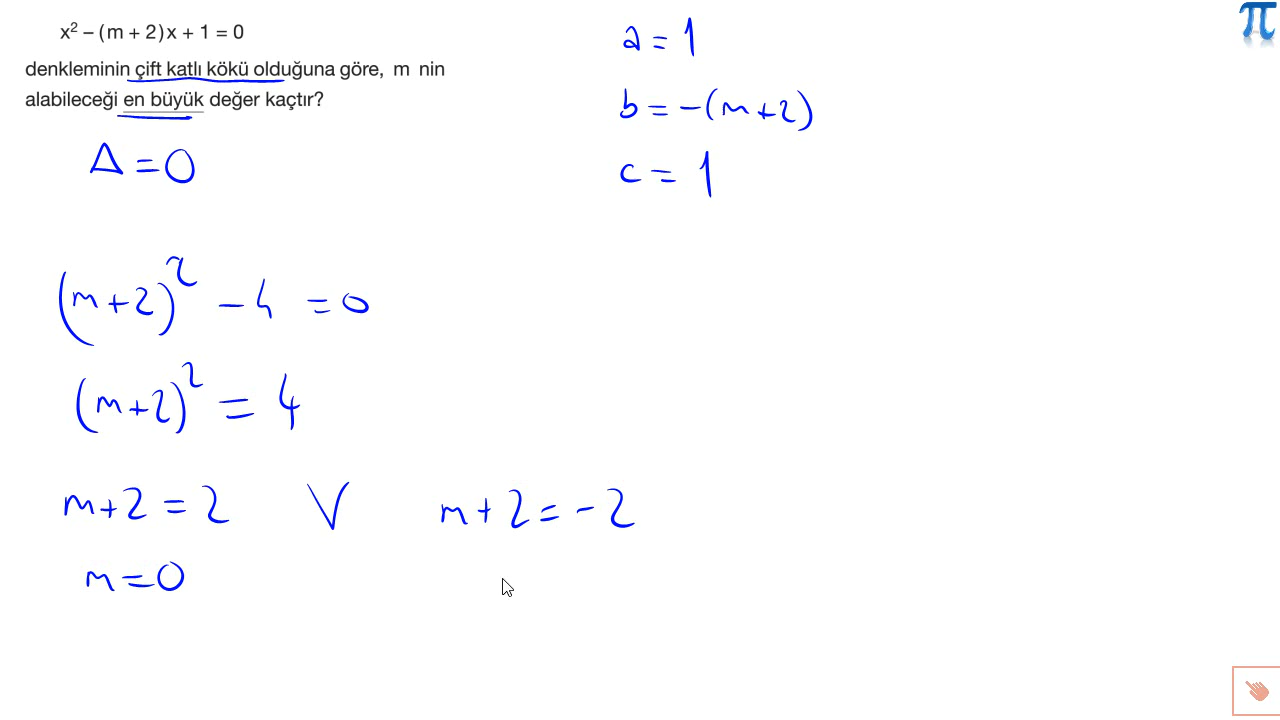 x² – (m + 2)x + 1 = 0
denkleminin çift katlı kökü olduğuna göre, m nin
alabileceği en büyük değer kaçtır?
Δ = 0
a = 1
b = -(m+2)
c = 1
(m+2)² - 4 = 0
(m+2)² = 4
m+2 = 2 V m+2 = -2
m = 0
π